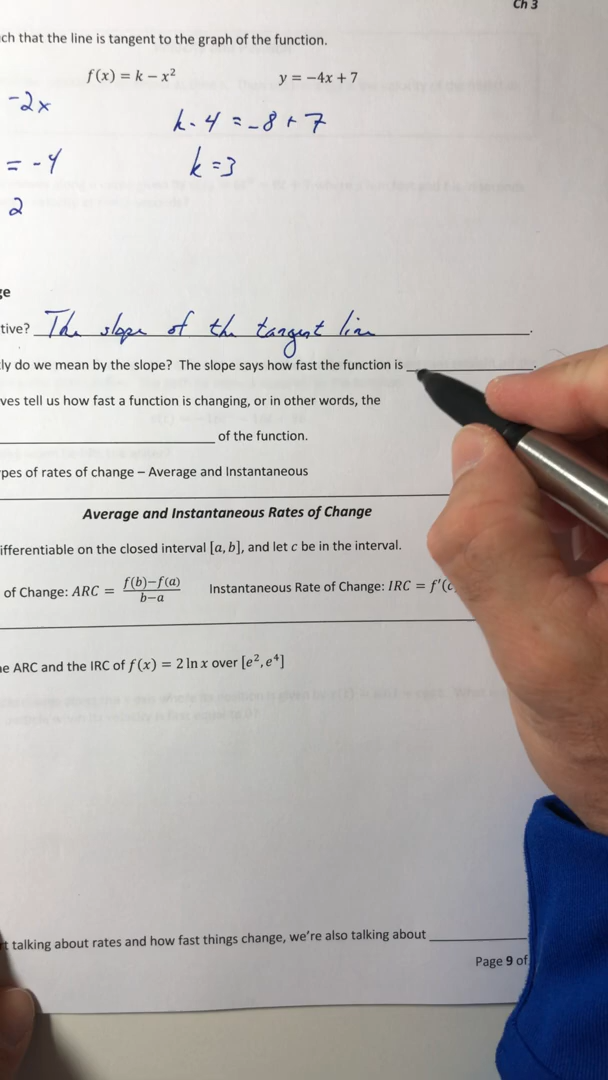 Ch 3
ch that the line is tangent to the graph of the function.
f(x) = k − x² y = −4x + 7
-2x
k - 4 = -8 + 7
= -4 k = 3
2
ge
tive? The slope of the tangent line.
ly do we mean by the slope? The slope says how fast the function is ____.
ves tell us how fast a function is changing, or in other words, the
____ of the function.
pes of rates of change – Average and Instantaneous
Average and Instantaneous Rates of Change
ifferentiable on the closed interval [a, b], and let c be in the interval.
of Change: ARC = f(b)−f(a)/b−a Instantaneous Rate of Change: IRC = f′(c
e ARC and the IRC of f(x) = 2 ln x over [e², e⁴]
t talking about rates and how fast things change, we're also talking about ____
Page 9 of